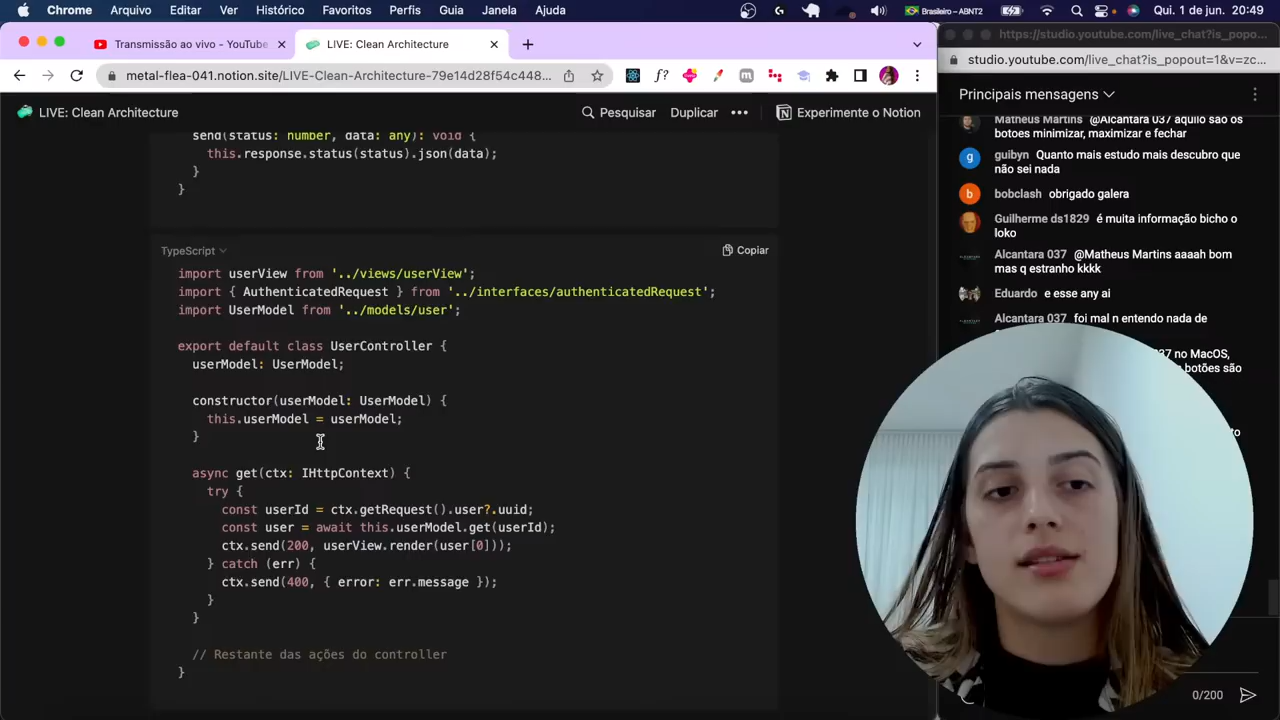 Chrome Arquivo Editar Ver Histórico Favoritos Perfis Guia Janela Ajuda
Brasileiro – ABNT2
Qui. 1 de jun. 20:49
Transmissão ao vivo - YouTube
LIVE: Clean Architecture
metal-flea-041.notion.site/LIVE-Clean-Architecture-79e14d28f54c448...
LIVE: Clean Architecture
Pesquisar
Duplicar
Experimente o Notion
send(status: number, data: any): void {
this.response.status(status).json(data);
}
}
TypeScript
Copiar
import userView from '../views/userView';
import { AuthenticatedRequest } from '../interfaces/authenticatedRequest';
import UserModel from '../models/user';
export default class UserController {
userModel: UserModel;
constructor(userModel: UserModel) {
this.userModel = userModel;
}
async get(ctx: IHttpContext) {
try {
const userId = ctx.getRequest().user?.uuid;
const user = await this.userModel.get(userId);
ctx.send(200, userView.render(user[0]));
} catch (err) {
ctx.send(400, { error: err.message });
}
}
// Restante das ações do controller
}
https://studio.youtube.com/live_chat?is_popo...
studio.youtube.com/live_chat?is_popout=1&v=zc...
Principais mensagens
Matheus Martins @Alcantara 037 aquilo são os
botoes minimizar, maximizar e fechar
g
guibyn Quanto mais estudo mais descubro que
não sei nada
b
bobclash obrigado galera
Guilherme ds1829 é muita informação bicho o
loko
Alcantara 037 @Matheus Martins aaaah bom
mas q estranho kkkk
Eduardo e esse any ai
Alcantara 037 foi mal n entendo nada de
37 no MacOS,
botões são
0/200